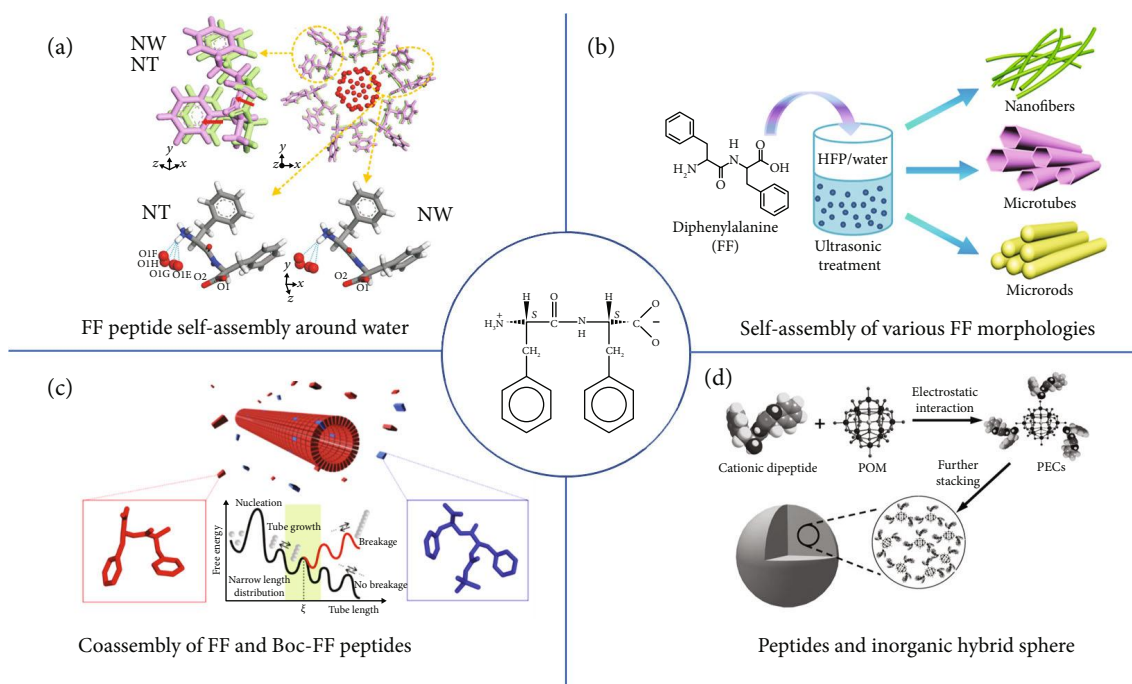 (a)
NW
NT
z
y
x
y
z
x
NT
NW
O1F
O1H
O1G
O1E
O2
O1
y
x
z
O2
O1
FF peptide self-assembly around water
(b)
H₂N
O
NH
O
OH
Diphenylalanine
(FF)
HFP/water
Ultrasonic
treatment
Nanofibers
Microtubes
Microrods
Self-assembly of various FF morphologies
H
O
H
O
H₃N⁺
S
C
N
S
C
–
H
O
CH₂
CH₂
(c)
Free energy
Nucleation
Tube growth
Breakage
Narrow length
distribution
No breakage
ξ
Tube length
Coassembly of FF and Boc-FF peptides
(d)
Cationic dipeptide
+
POM
Electrostatic
interaction
PECs
Further
stacking
Peptides and inorganic hybrid sphere